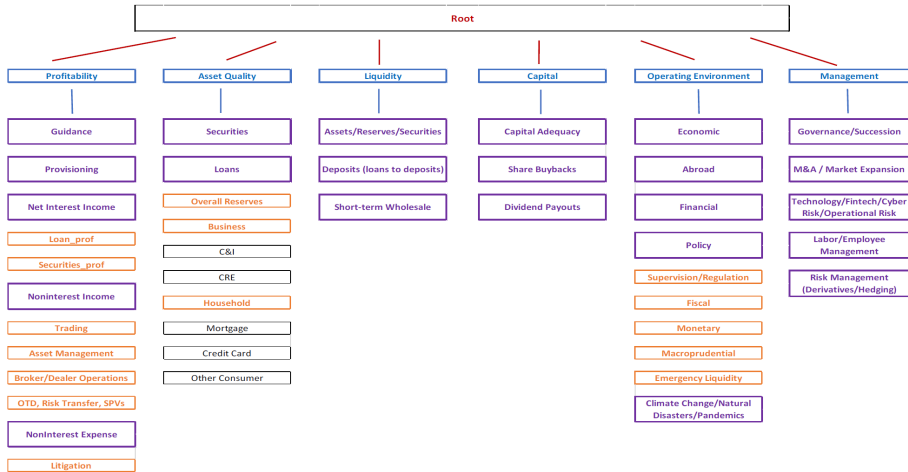 Root
Profitability
Asset Quality
Liquidity
Capital
Operating Environment
Management
Guidance
Provisioning
Net Interest Income
Loan_prof
Securities_prof
Noninterest Income
Trading
Asset Management
Broker/Dealer Operations
OTD, Risk Transfer, SPVs
NonInterest Expense
Litigation
Securities
Loans
Overall Reserves
Business
C&I
CRE
Household
Mortgage
Credit Card
Other Consumer
Assets/Reserves/Securities
Deposits (loans to deposits)
Short-term Wholesale
Capital Adequacy
Share Buybacks
Dividend Payouts
Economic
Abroad
Financial
Policy
Supervision/Regulation
Fiscal
Monetary
Macroprudential
Emergency Liquidity
Climate Change/Natural
Disasters/Pandemics
Governance/Succession
M&A / Market Expansion
Technology/Fintech/Cyber
Risk/Operational Risk
Labor/Employee
Management
Risk Management
(Derivatives/Hedging)